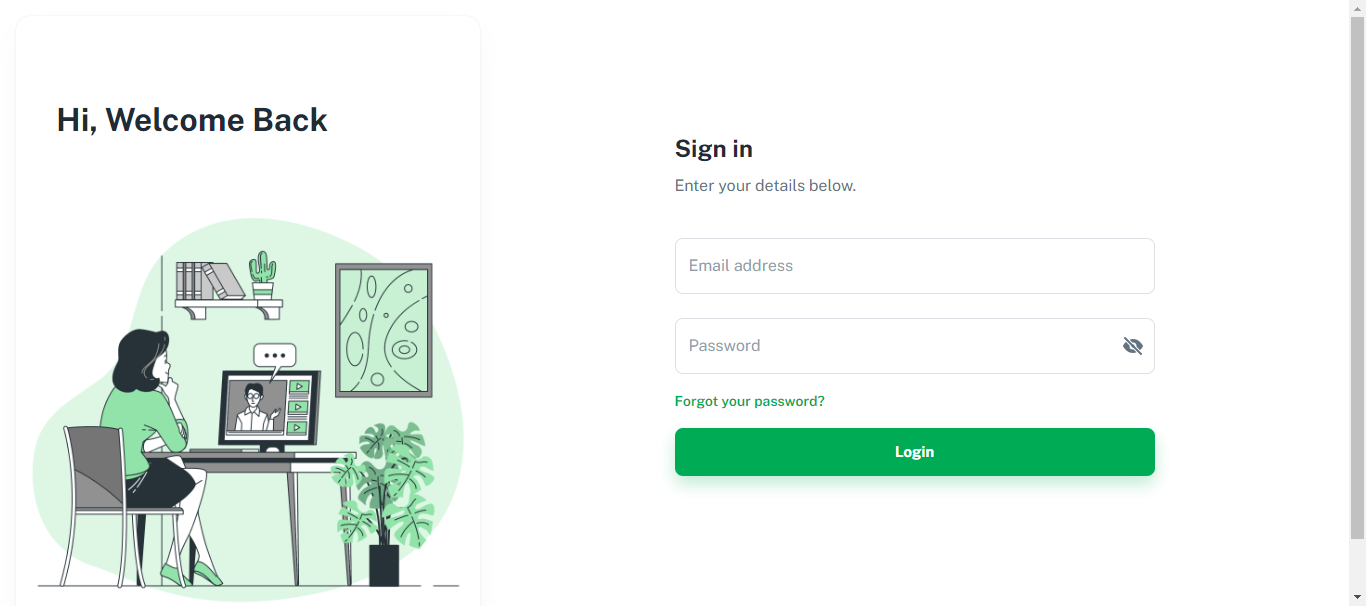 Hi, Welcome Back
Sign in
Enter your details below.
Email address
Password
Forgot your password?
Login